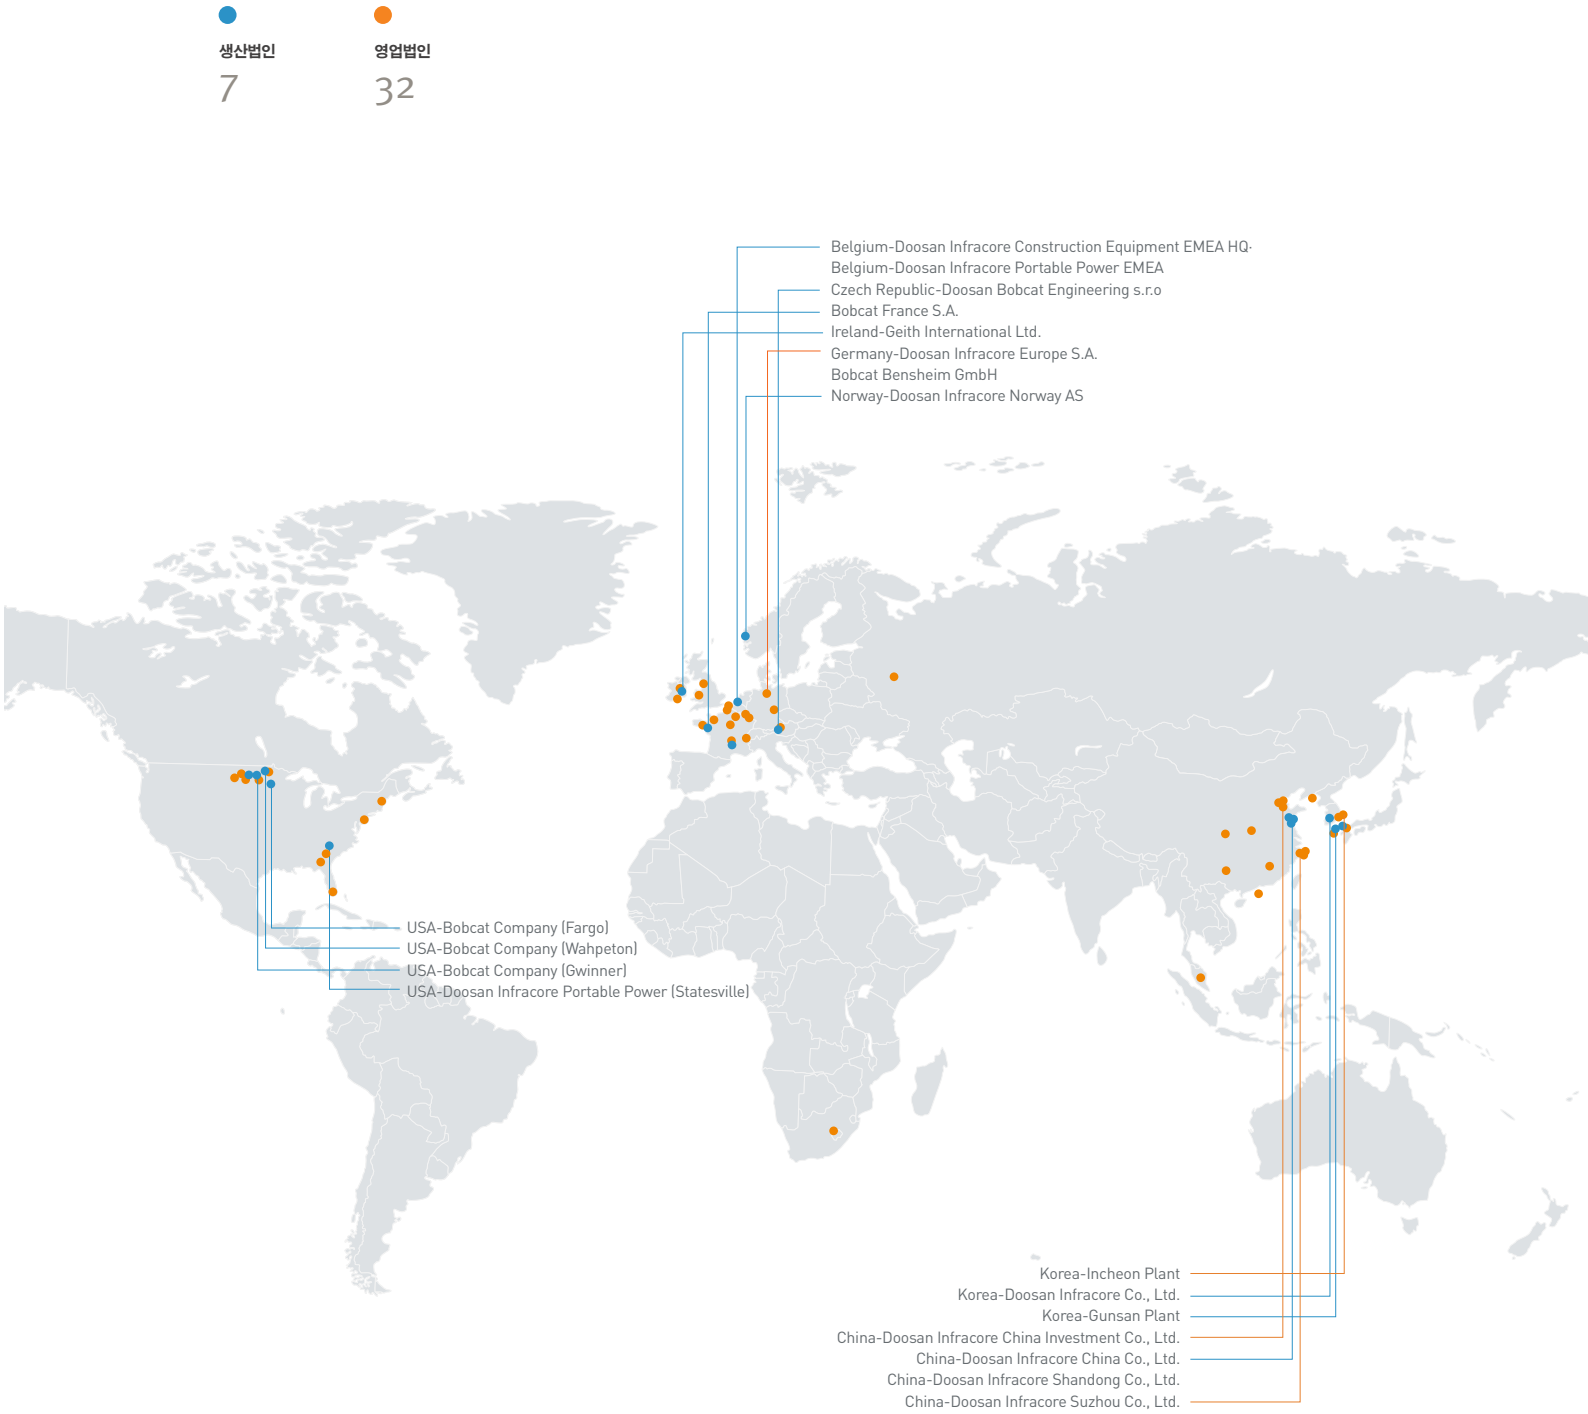 생산법인
7
영업법인
32
Belgium-Doosan Infracore Construction Equipment EMEA HQ·
Belgium-Doosan Infracore Portable Power EMEA
Czech Republic-Doosan Bobcat Engineering s.r.o
Bobcat France S.A.
Ireland-Geith International Ltd.
Germany-Doosan Infracore Europe S.A.
Bobcat Bensheim GmbH
Norway-Doosan Infracore Norway AS
USA-Bobcat Company (Fargo)
USA-Bobcat Company (Wahpeton)
USA-Bobcat Company (Gwinner)
USA-Doosan Infracore Portable Power (Statesville)
Korea-Incheon Plant
Korea-Doosan Infracore Co., Ltd.
Korea-Gunsan Plant
China-Doosan Infracore China Investment Co., Ltd.
China-Doosan Infracore China Co., Ltd.
China-Doosan Infracore Shandong Co., Ltd.
China-Doosan Infracore Suzhou Co., Ltd.